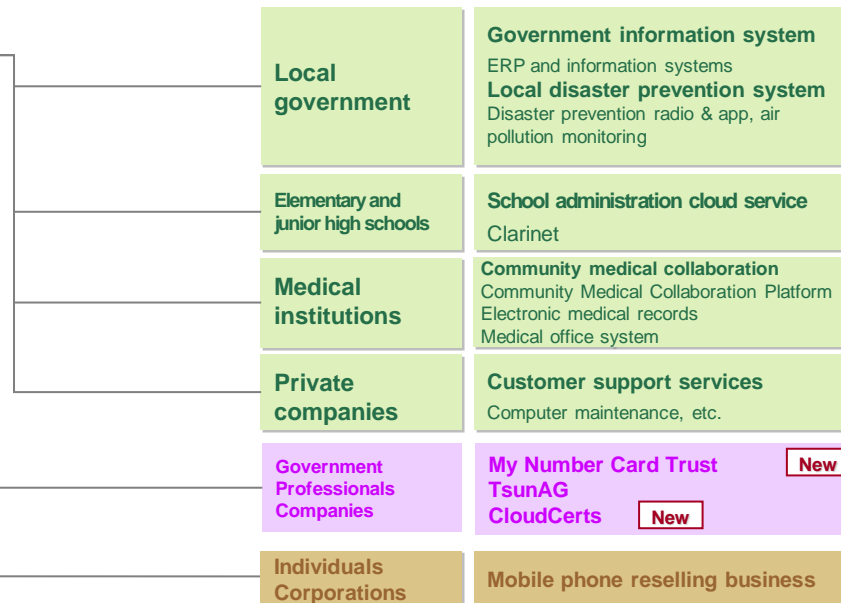 Local
government
Government information system
ERP and information systems
Local disaster prevention system
Disaster prevention radio & app, air
pollution monitoring
Elementary and
junior high schools
School administration cloud service
Clarinet
Medical
institutions
Community medical collaboration
Community Medical Collaboration Platform
Electronic medical records
Medical office system
Private
companies
Customer support services
Computer maintenance, etc.
Government
Professionals
Companies
My Number Card Trust New
TsunAG
CloudCerts New
Individuals
Corporations
Mobile phone reselling business